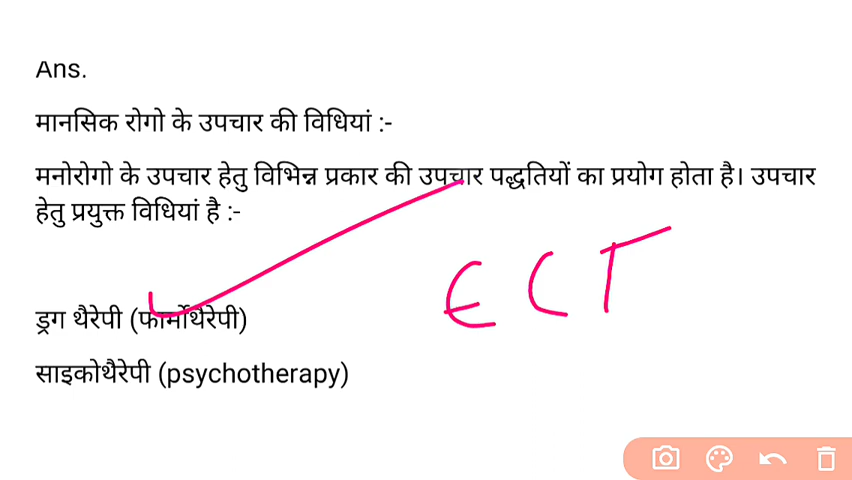 Ans.
मानसिक रोगो के उपचार की विधियां :-
मनोरोगो के उपचार हेतु विभिन्न प्रकार की उपचार पद्धतियों का प्रयोग होता है। उपचार
हेतु प्रयुक्त विधियां है :-
ECT
ड्रग थैरेपी (फार्मोथैरेपी)
साइकोथैरेपी (psychotherapy)